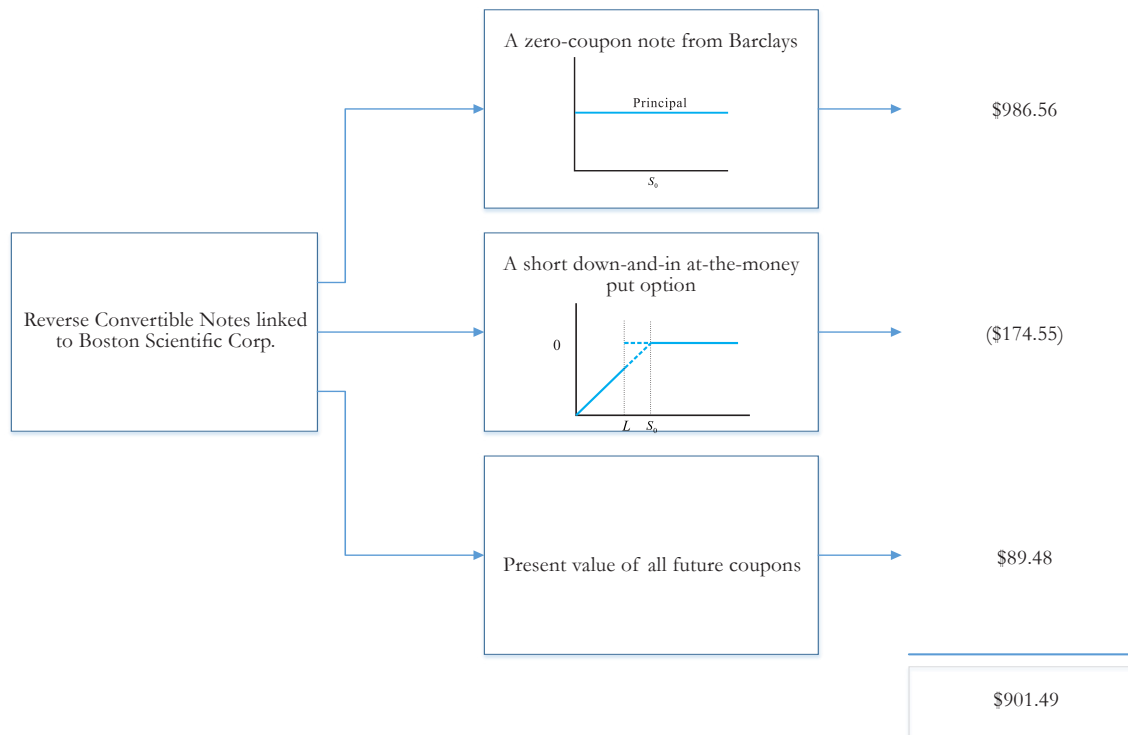 A zero-coupon note from Barclays
Principal
S₀
$986.56
Reverse Convertible Notes linked
to Boston Scientific Corp.
A short down-and-in at-the-money
put option
0
L S₀
($174.55)
Present value of all future coupons
$89.48
$901.49